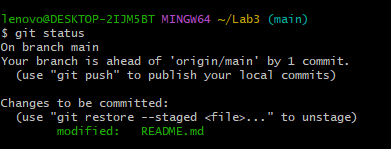 lenovo@DESKTOP-2IJM5BT MINGW64 ~/Lab3 (main)
$ git status
On branch main
Your branch is ahead of 'origin/main' by 1 commit.
  (use "git push" to publish your local commits)

Changes to be committed:
  (use "git restore --staged <file>..." to unstage)
        modified:   README.md